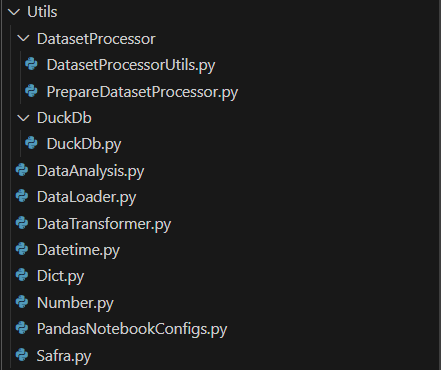 Utils
DatasetProcessor
DatasetProcessorUtils.py
PrepareDatasetProcessor.py
DuckDb
DuckDb.py
DataAnalysis.py
DataLoader.py
DataTransformer.py
Datetime.py
Dict.py
Number.py
PandasNotebookConfigs.py
Safra.py